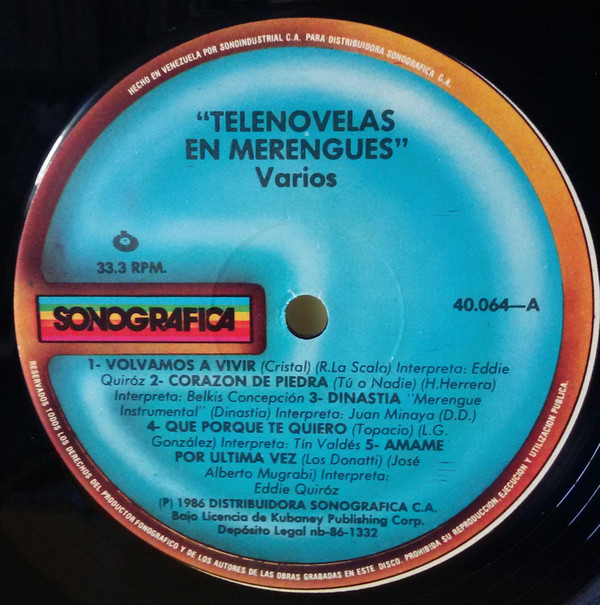 HECHO EN VENEZUELA POR SONOINDUSTRIAL C.A. PARA DISTRIBUIDORA SONOGRAFICA C.A.
"TELENOVELAS
EN MERENGUES"
Varios
33.3 RPM.
SONOGRAFICA
40.064—A
1- VOLVAMOS A VIVIR (Cristal) (R.La Scala) Interpreta: Eddie
Quiróz 2- CORAZON DE PIEDRA (Tú o Nadie) (H.Herrera)
Interpreta: Belkis Concepción 3- DINASTIA "Merengue
Instrumental" (Dinastía) Interpreta: Juan Minaya (D.D.)
4- QUE PORQUE TE QUIERO (Topacio) (L.G.
González) Interpreta: Tín Valdés 5- AMAME
POR ULTIMA VEZ (Los Donatti) (José
Alberto Mugrabi) Interpreta:
Eddie Quiróz
(P) 1986 DISTRIBUIDORA SONOGRAFICA C.A.
Bajo Licencia de Kubaney Publishing Corp.
Depósito Legal nb-86-1332
RESERVADOS TODOS LOS DERECHOS DEL PRODUCTOR FONOGRAFICO Y DE LOS AUTORES DE LAS OBRAS GRABADAS EN ESTE DISCO. PROHIBIDA SU REPRODUCCION, EJECUCION Y UTILIZACION PUBLICA.